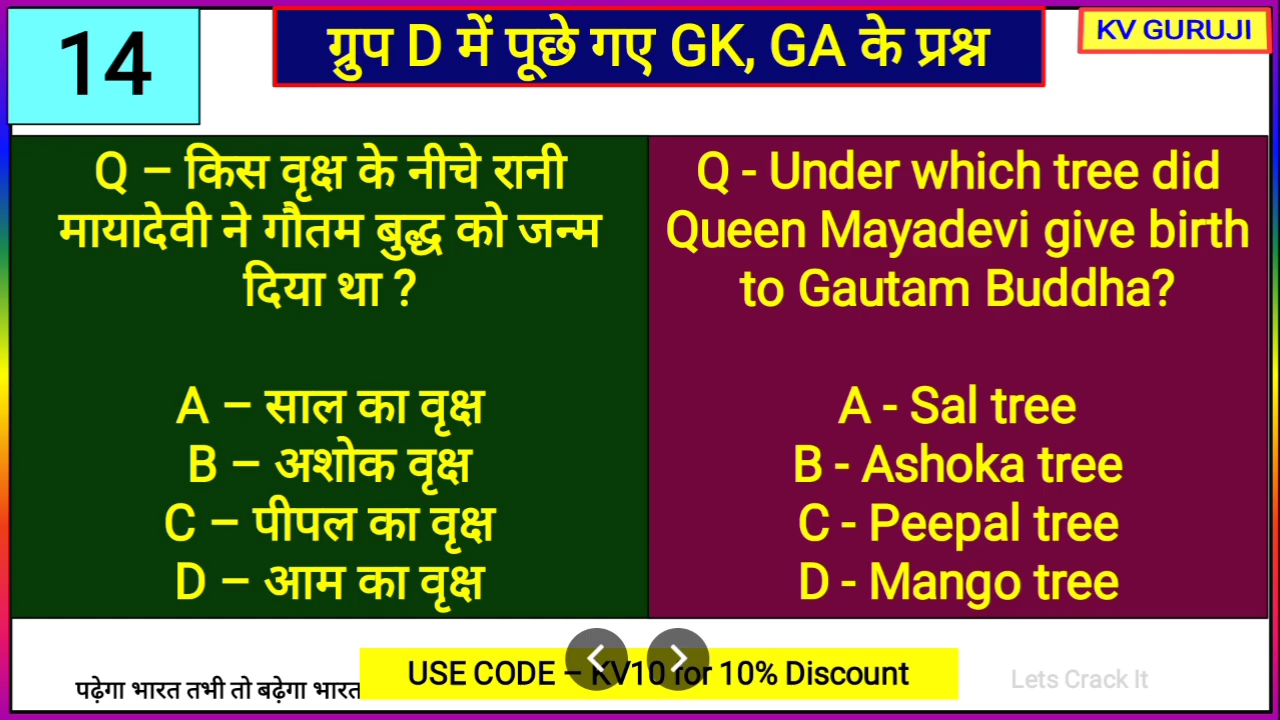 14
ग्रुप D में पूछे गए GK, GA के प्रश्न
KV GURUJI
Q – किस वृक्ष के नीचे रानी
मायादेवी ने गौतम बुद्ध को जन्म
दिया था ?
A – साल का वृक्ष
B – अशोक वृक्ष
C – पीपल का वृक्ष
D – आम का वृक्ष
Q - Under which tree did
Queen Mayadevi give birth
to Gautam Buddha?
A - Sal tree
B - Ashoka tree
C - Peepal tree
D - Mango tree
पढ़ेगा भारत तभी तो बढ़ेगा भारत
USE CODE – KV10 for 10% Discount
Lets Crack It